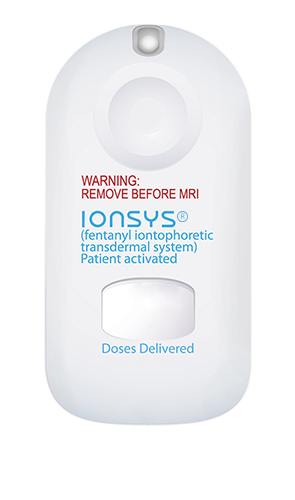 WARNING:
REMOVE BEFORE MRI
IONSYS®
(fentanyl iontophoretic
transdermal system)
Patient activated
Doses Delivered